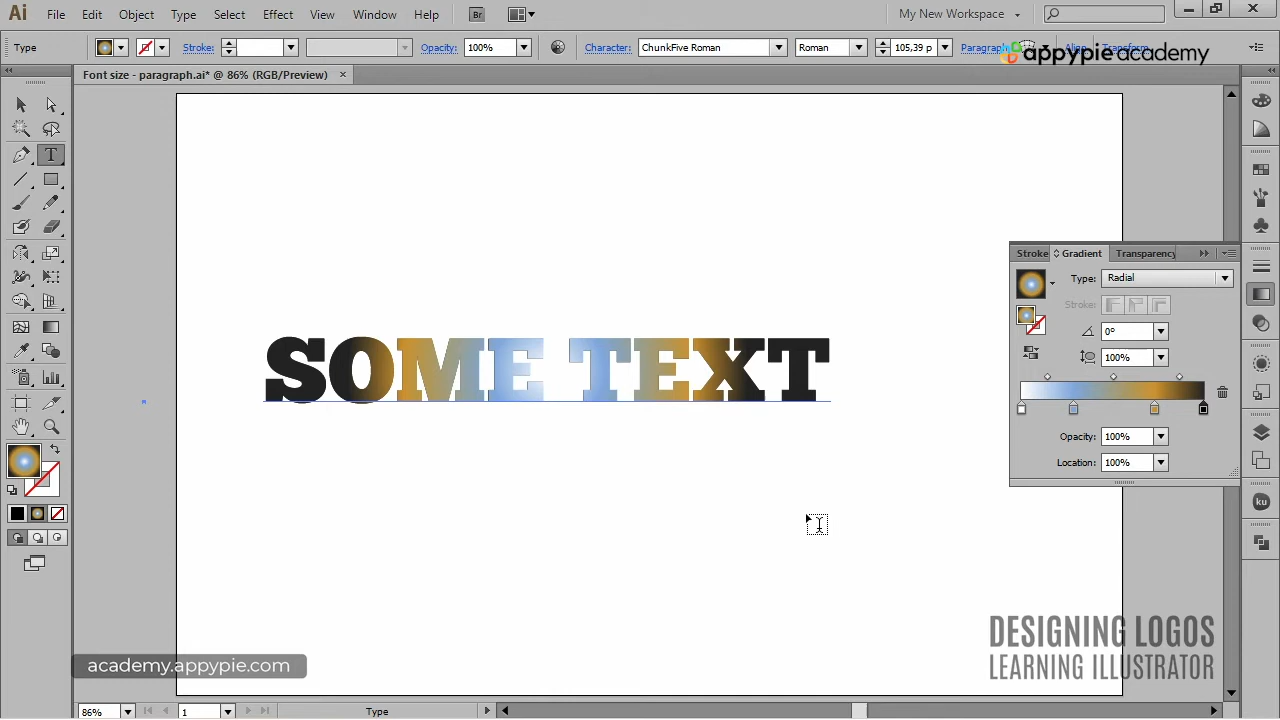 Ai File Edit Object Type Select Effect View Window Help Br My New Workspace
Type Stroke: Opacity: 100% Character: ChunkFive Roman Roman 105,39 p Paragraph Align Transform
appypie academy
Font size - paragraph.ai* @ 86% (RGB/Preview)
Stroke Gradient Transparency
Type: Radial
Stroke:
0°
100%
SOME TEXT
Opacity: 100%
Location: 100%
ku
DESIGNING LOGOS
LEARNING ILLUSTRATOR
academy.appypie.com
86% 1 Type